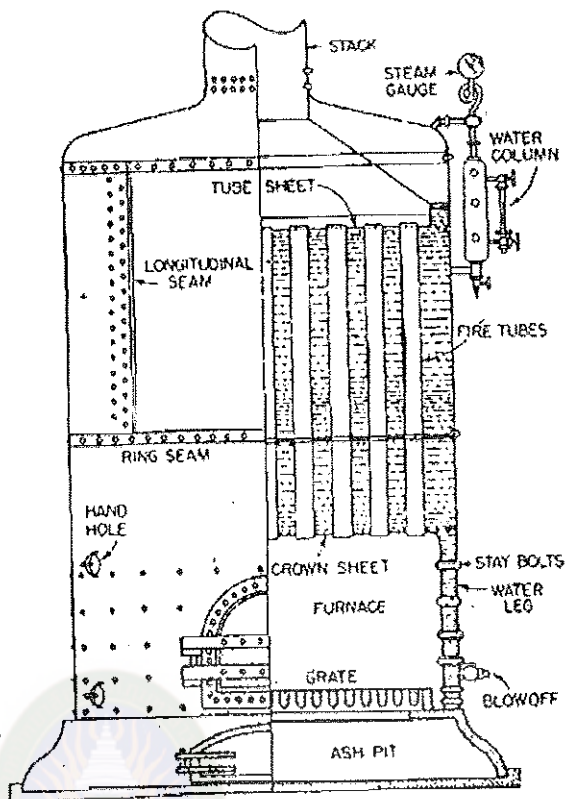 STACK
STEAM
GAUGE
WATER
COLUMN
TUBE SHEET
LONGITUDINAL
SEAM
FIRE TUBES
RING SEAM
HAND
HOLE
CROWN SHEET
STAY BOLTS
WATER
LEG
FURNACE
GRATE
BLOWOFF
ASH PIT